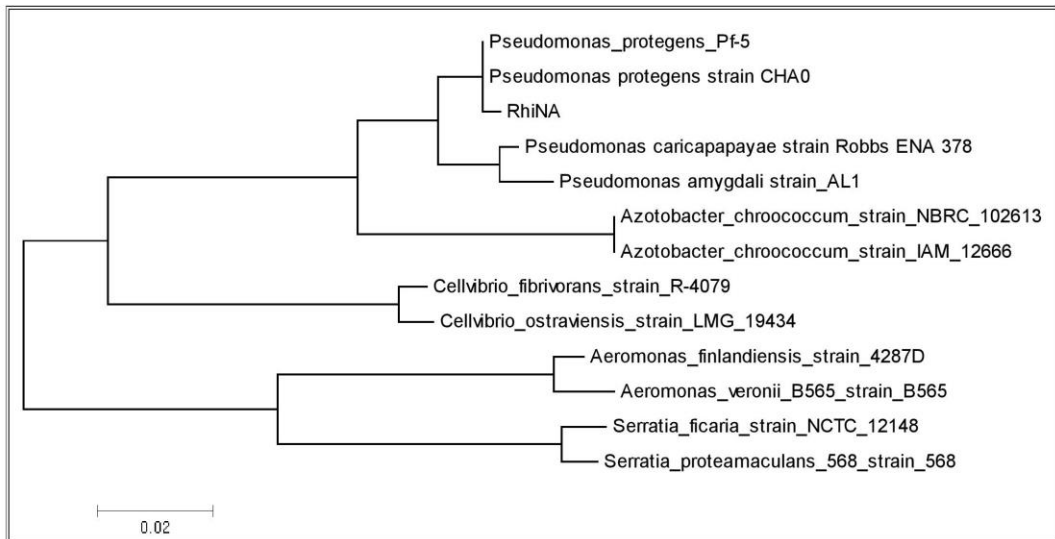 Pseudomonas_protegens_Pf-5
Pseudomonas protegens strain CHA0
RhiNA
Pseudomonas caricapapayae strain Robbs ENA 378
Pseudomonas amygdali strain_AL1
Azotobacter_chroococcum_strain_NBRC_102613
Azotobacter_chroococcum_strain_IAM_12666
Cellvibrio_fibrivorans_strain_R-4079
Cellvibrio_ostraviensis_strain_LMG_19434
Aeromonas_finlandiensis_strain_4287D
Aeromonas_veronii_B565_strain_B565
Serratia_ficaria_strain_NCTC_12148
Serratia_proteamaculans_568_strain_568
0.02